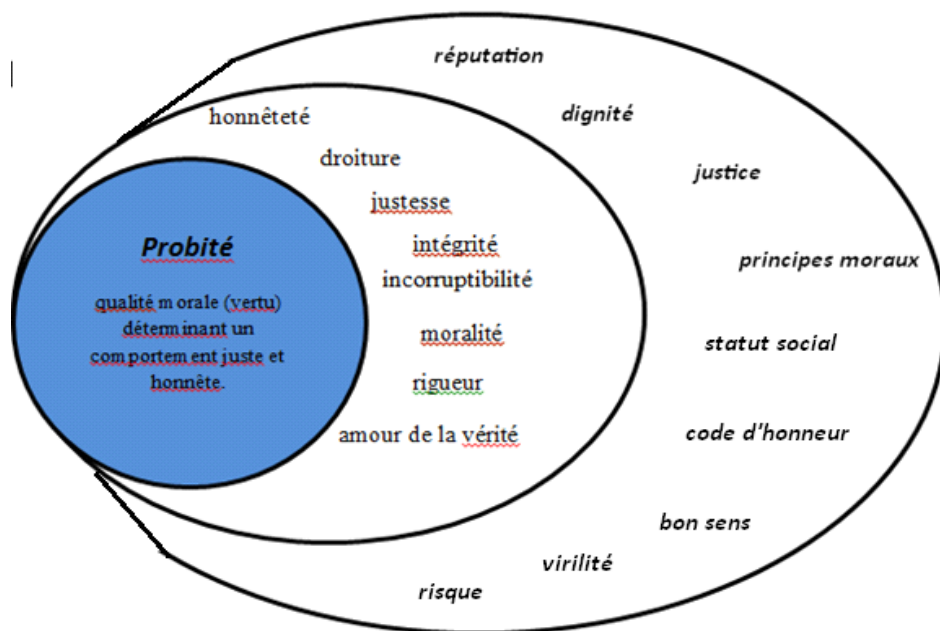 réputation
honnêteté
dignité
droiture
justice
justesse
Probité
intégrité
principes moraux
incorruptibilité
qualité morale (vertu)
déterminant un
comportement juste et
honnête.
moralité
statut social
rigueur
amour de la vérité
code d'honneur
bon sens
virilité
risque